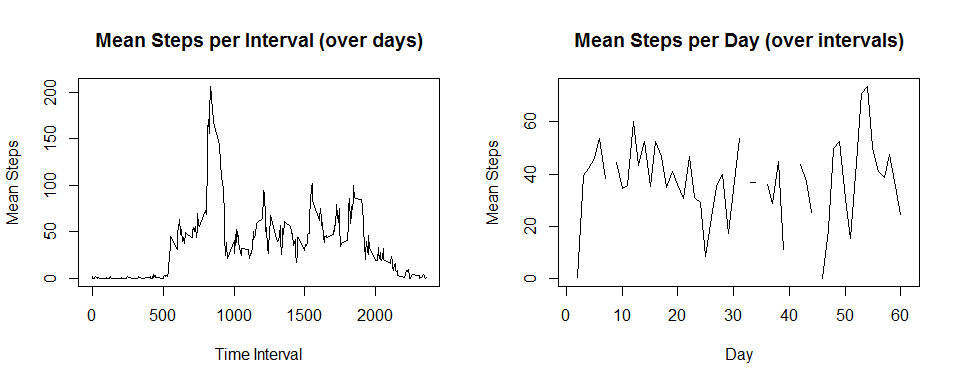 Mean Steps per Interval (over days)
Mean Steps
0
50
100
150
200
0 500 1000 1500 2000
Time Interval
Mean Steps per Day (over intervals)
Mean Steps
0
20
40
60
0 10 20 30 40 50 60
Day